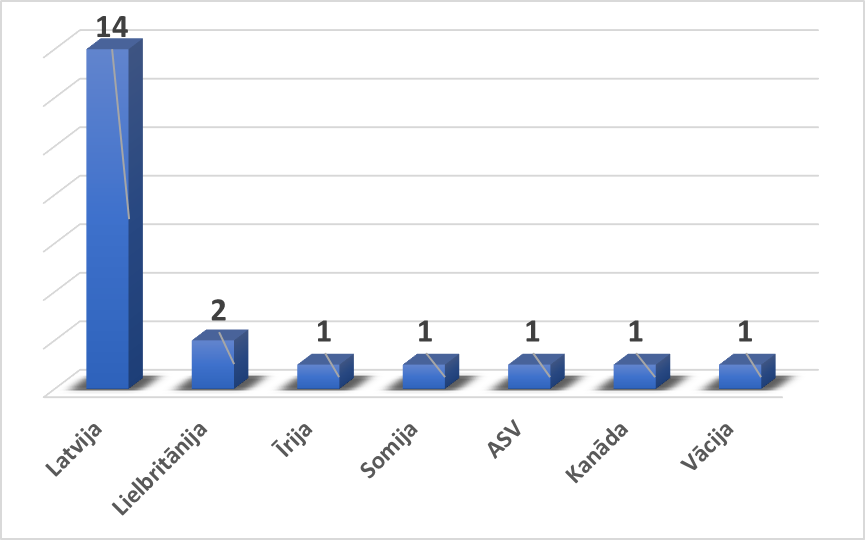 14
2
1
1
1
1
1
Latvija
Lielbritānija
Īrija
Somija
ASV
Kanāda
Vācija